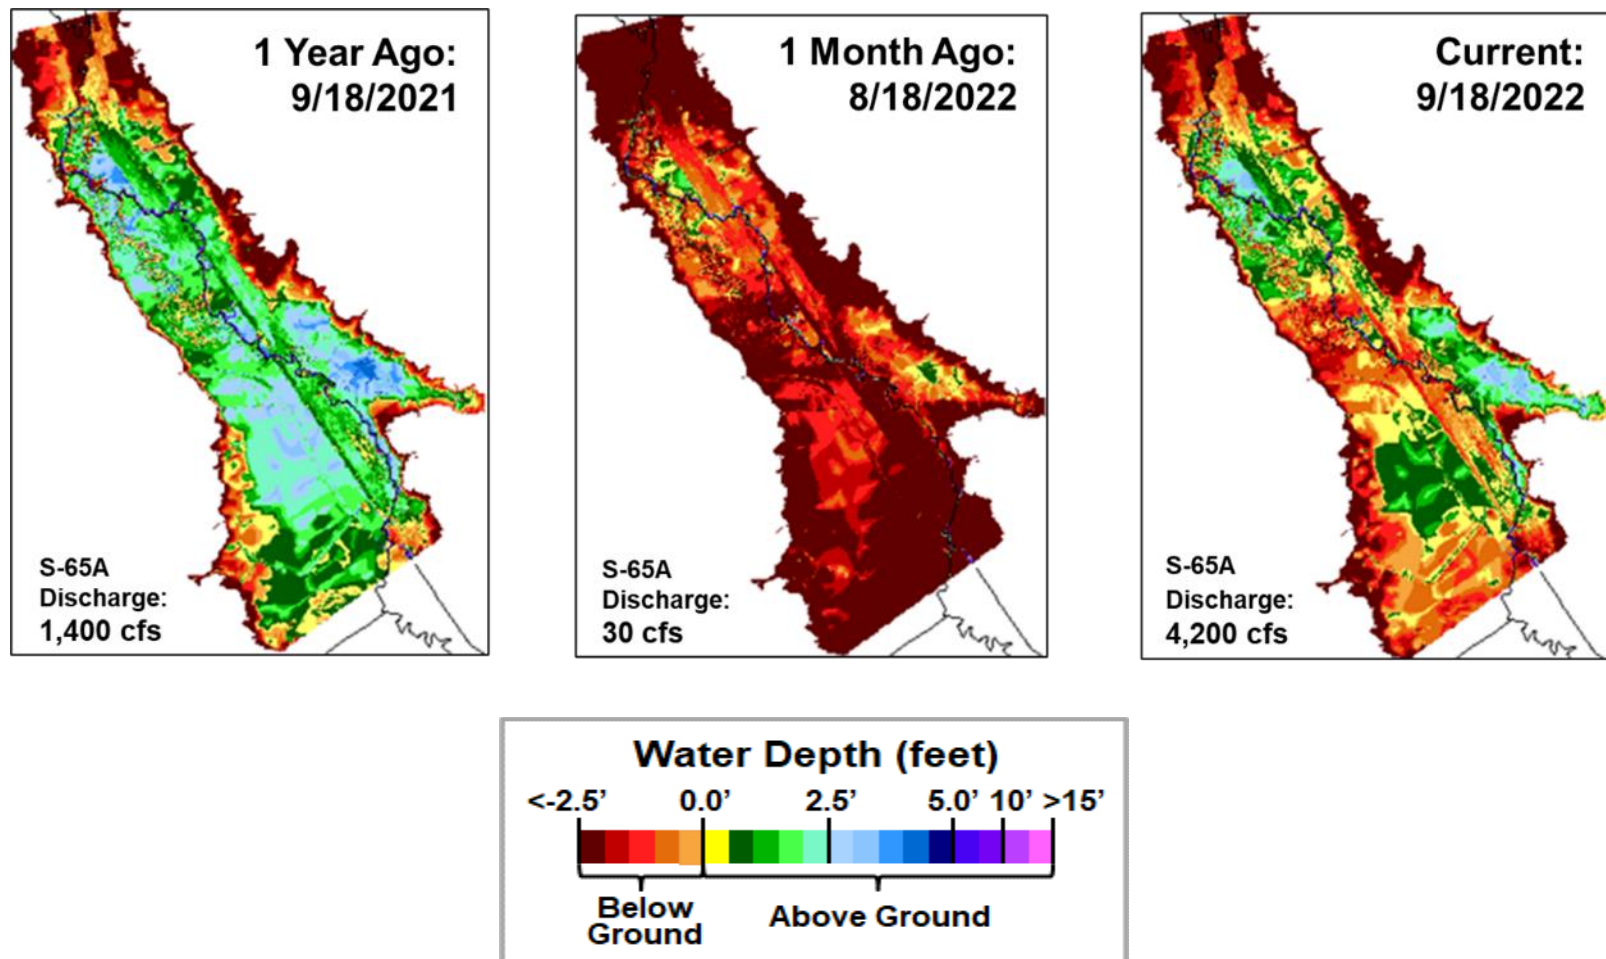 1 Year Ago:
9/18/2021
S-65A
Discharge:
1,400 cfs
1 Month Ago:
8/18/2022
S-65A
Discharge:
30 cfs
Current:
9/18/2022
S-65A
Discharge:
4,200 cfs
Water Depth (feet)
<-2.5’ 0.0’ 2.5’ 5.0’ 10’ >15’
Below
Ground
Above Ground